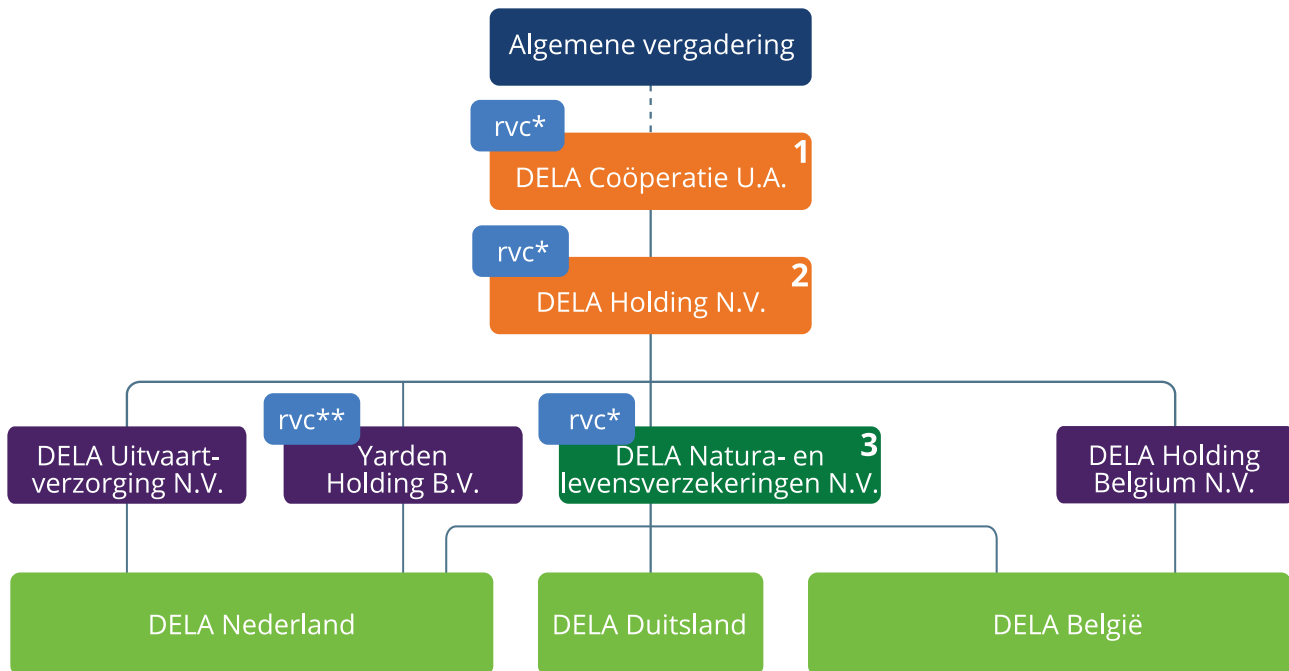 Algemene vergadering
rvc*
1
DELA Coöperatie U.A.
rvc*
2
DELA Holding N.V.
DELA Uitvaart-
verzorging N.V.
rvc**
Yarden
Holding B.V.
rvc*
3
DELA Natura- en
levensverzekeringen N.V.
DELA Holding
Belgium N.V.
DELA Nederland
DELA Duitsland
DELA België